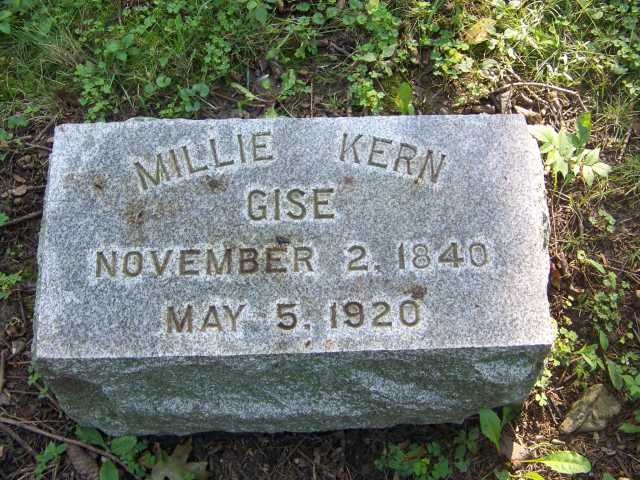 MILLIE KERN
GISE
NOVEMBER 2, 1840
MAY 5, 1920